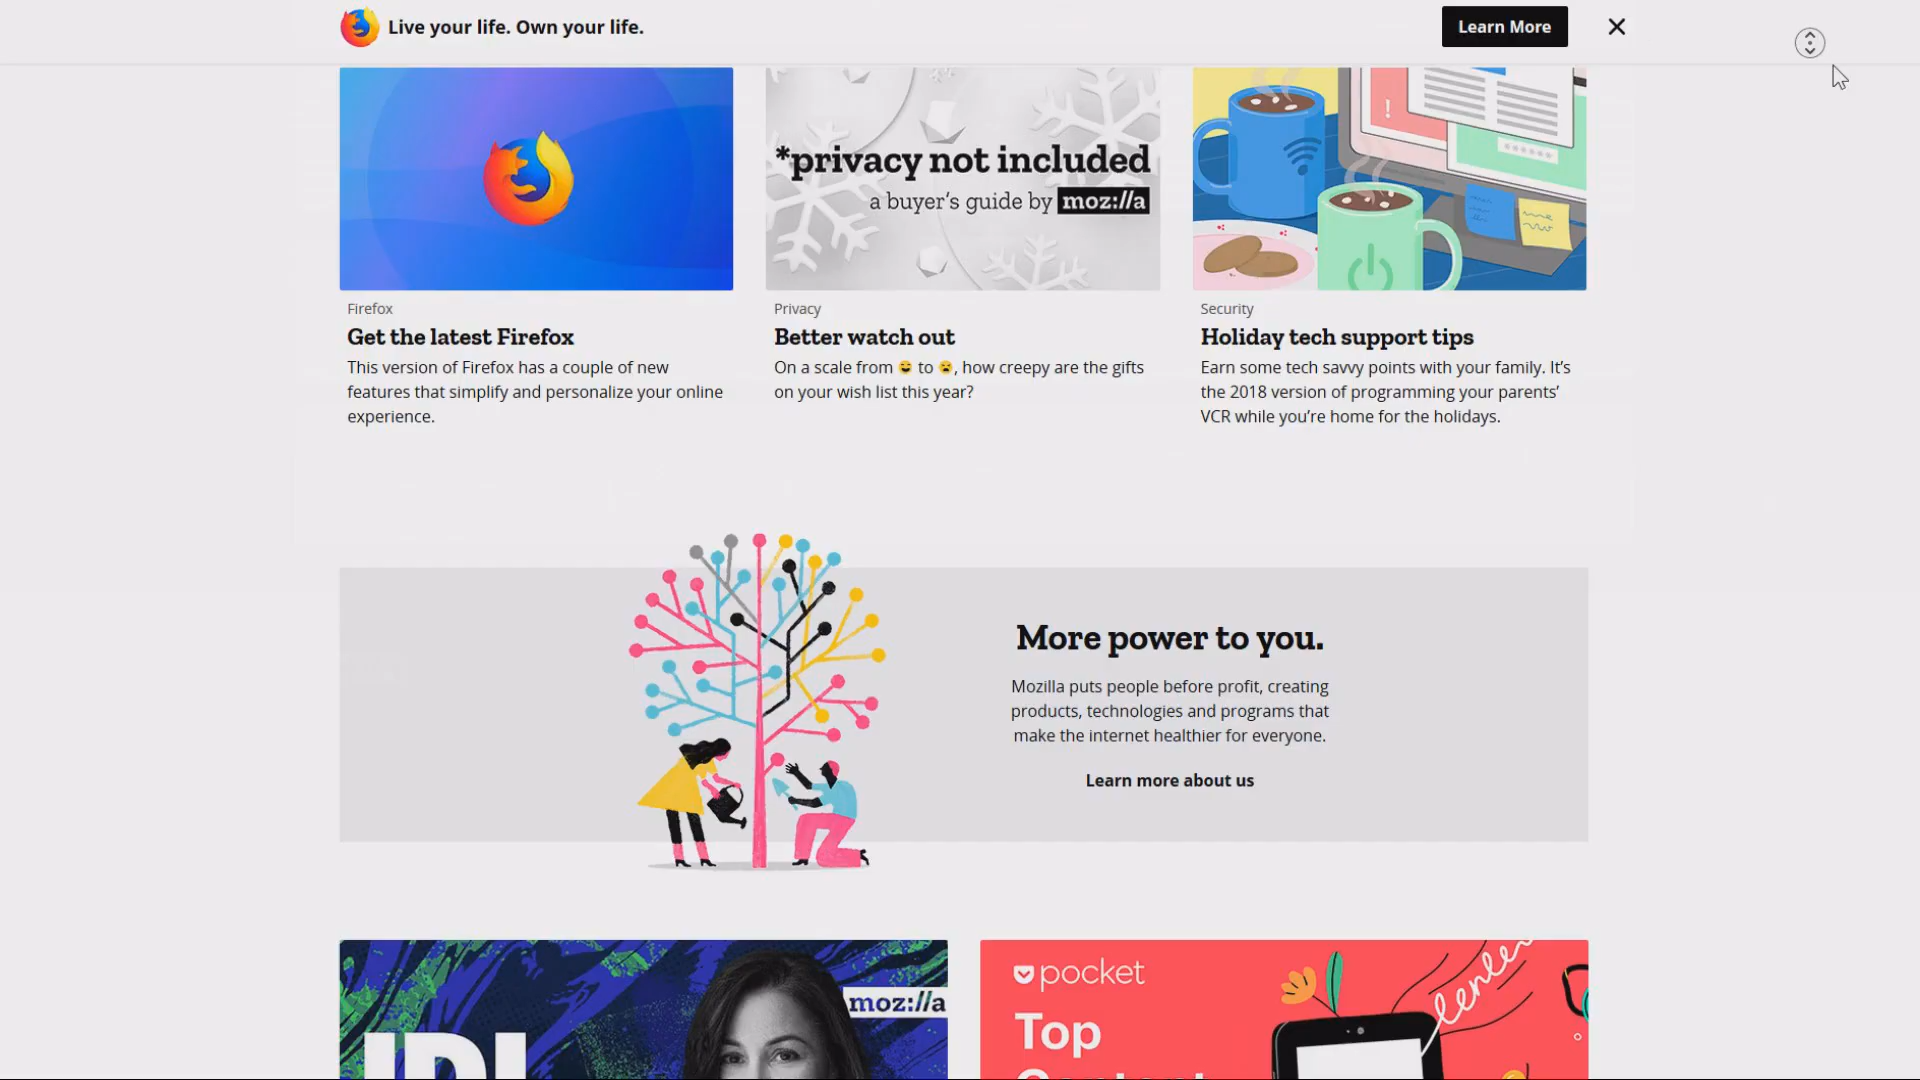 Live your life. Own your life.
Learn More
*privacy not included
a buyer's guide by moz://a
Firefox
Get the latest Firefox
This version of Firefox has a couple of new
features that simplify and personalize your online
experience.
Privacy
Better watch out
On a scale from 😄 to 😭, how creepy are the gifts
on your wish list this year?
Security
Holiday tech support tips
Earn some tech savvy points with your family. It’s
the 2018 version of programming your parents’
VCR while you’re home for the holidays.
More power to you.
Mozilla puts people before profit, creating
products, technologies and programs that
make the internet healthier for everyone.
Learn more about us
moz://a
IRL
pocket
Top